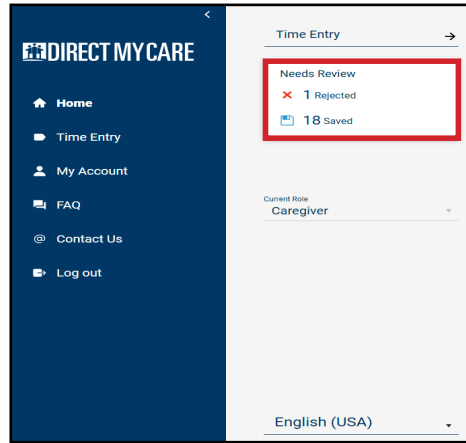 DIRECT MY CARE
Home
Time Entry
My Account
FAQ
@ Contact Us
Log out
Time Entry
Needs Review
1 Rejected
18 Saved
Current Role
Caregiver
English (USA)